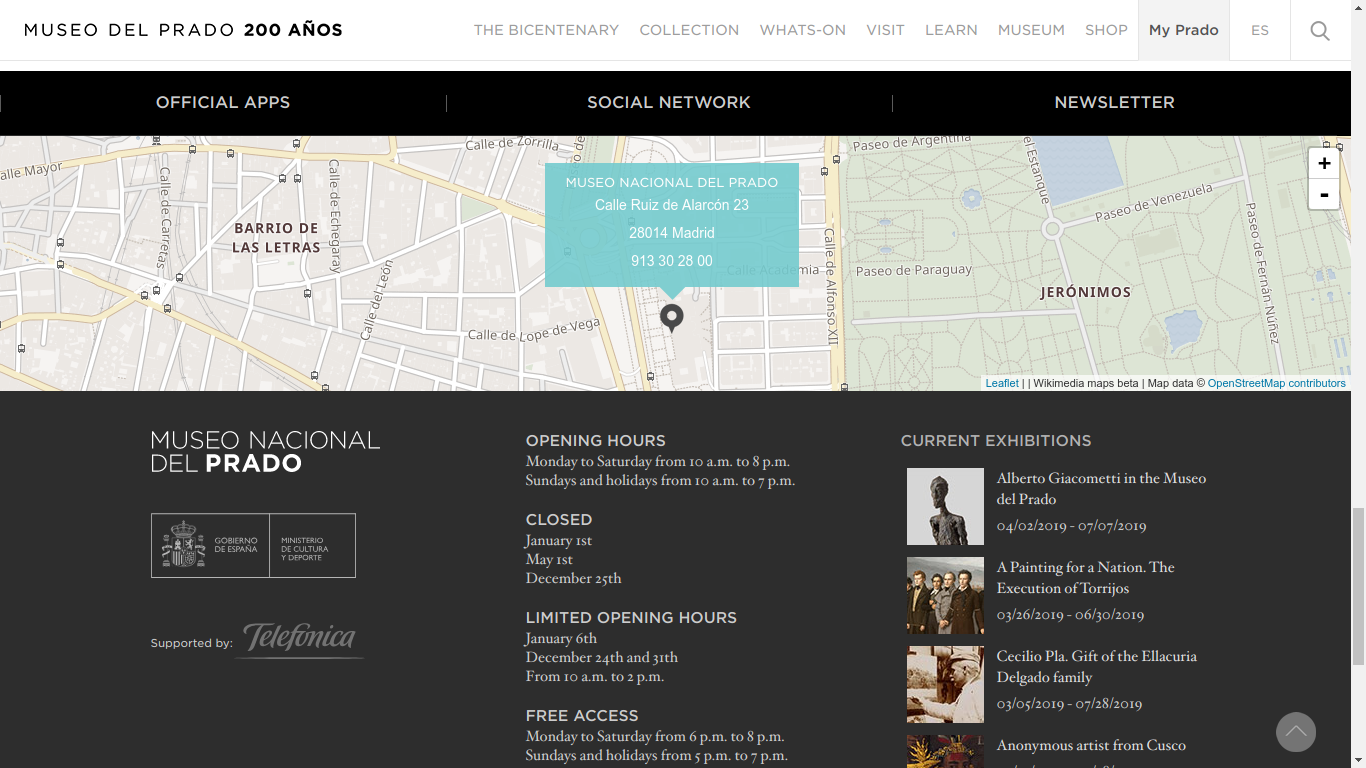 MUSEO DEL PRADO 200 AÑOS
THE BICENTENARY
COLLECTION
WHATS-ON
VISIT
LEARN
MUSEUM
SHOP
My Prado
ES
OFFICIAL APPS
SOCIAL NETWORK
NEWSLETTER
Calle de Zorrilla
alle Mayor
Calle de Carretas
Calle de Echegaray
BARRIO DE
LAS LETRAS
Calle del León
Calle de Lope de Vega
MUSEO NACIONAL DEL PRADO
Calle Ruiz de Alarcón 23
28014 Madrid
913 30 28 00
Calle Academia
Calle de Alfonso XII
Paseo de Argentina
el Estanque
Paseo de Venezuela
Paseo de Paraguay
JERÓNIMOS
Paseo de Fernán Núñez
+
-
Leaflet | | Wikimedia maps beta | Map data © OpenStreetMap contributors
MUSEO NACIONAL
DEL PRADO
GOBIERNO
DE ESPAÑA
MINISTERIO
DE CULTURA
Y DEPORTE
Supported by: Telefónica
OPENING HOURS
Monday to Saturday from 10 a.m. to 8 p.m.
Sundays and holidays from 10 a.m. to 7 p.m.
CLOSED
January 1st
May 1st
December 25th
LIMITED OPENING HOURS
January 6th
December 24th and 31th
From 10 a.m. to 2 p.m.
FREE ACCESS
Monday to Saturday from 6 p.m. to 8 p.m.
Sundays and holidays from 5 p.m. to 7 p.m.
CURRENT EXHIBITIONS
Alberto Giacometti in the Museo
del Prado
04/02/2019 - 07/07/2019
A Painting for a Nation. The
Execution of Torrijos
03/26/2019 - 06/30/2019
Cecilio Pla. Gift of the Ellacuria
Delgado family
03/05/2019 - 07/28/2019
Anonymous artist from Cusco